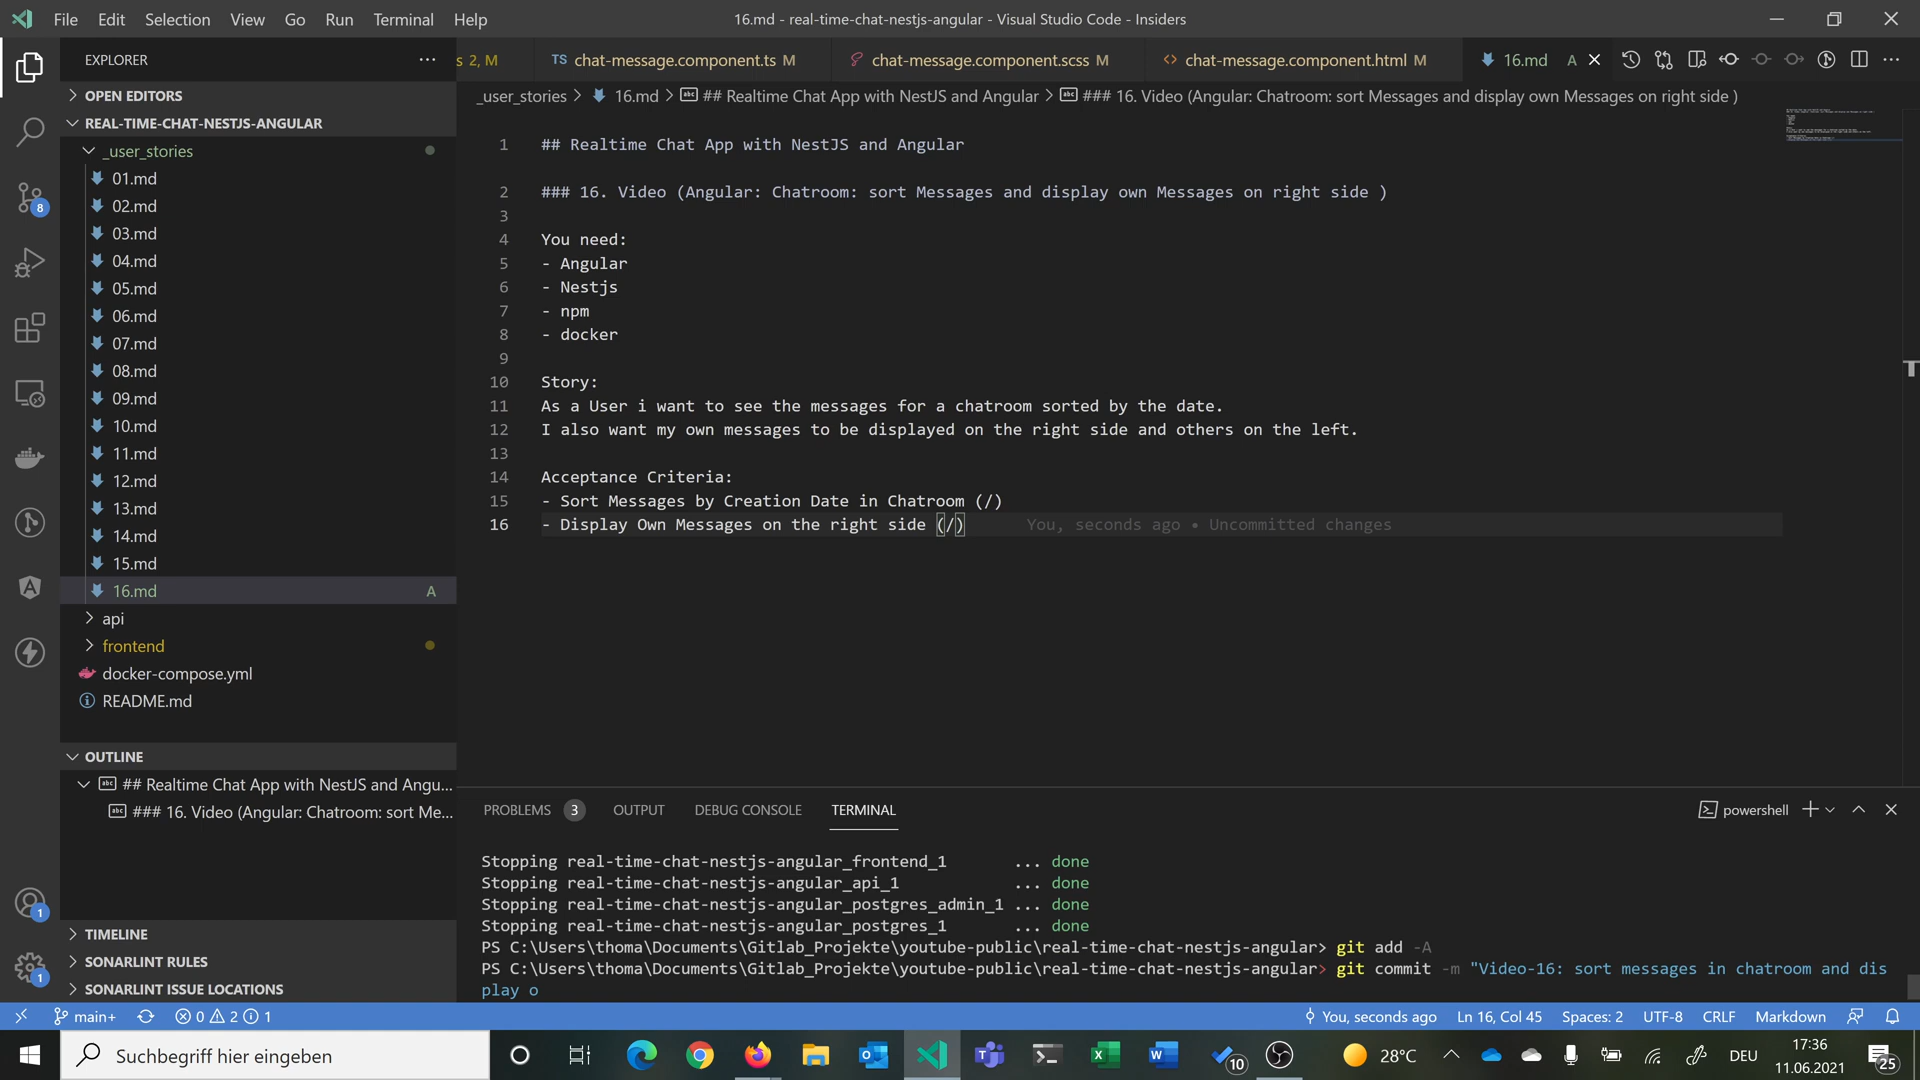 File Edit Selection View Go Run Terminal Help
16.md - real-time-chat-nestjs-angular - Visual Studio Code - Insiders
EXPLORER
s 2, M
TS chat-message.component.ts M
chat-message.component.scss M
<> chat-message.component.html M
16.md A
_user_stories > 16.md > ## Realtime Chat App with NestJS and Angular > ### 16. Video (Angular: Chatroom: sort Messages and display own Messages on right side )
OPEN EDITORS
REAL-TIME-CHAT-NESTJS-ANGULAR
_user_stories
01.md
02.md
03.md
04.md
05.md
06.md
07.md
08.md
09.md
10.md
11.md
12.md
13.md
14.md
15.md
16.md A
api
frontend
docker-compose.yml
README.md
OUTLINE
## Realtime Chat App with NestJS and Angu...
### 16. Video (Angular: Chatroom: sort Me...
TIMELINE
SONARLINT RULES
SONARLINT ISSUE LOCATIONS
8
1
1
1 ## Realtime Chat App with NestJS and Angular
2 ### 16. Video (Angular: Chatroom: sort Messages and display own Messages on right side )
3
4 You need:
5 - Angular
6 - Nestjs
7 - npm
8 - docker
9
10 Story:
11 As a User i want to see the messages for a chatroom sorted by the date.
12 I also want my own messages to be displayed on the right side and others on the left.
13
14 Acceptance Criteria:
15 - Sort Messages by Creation Date in Chatroom (/)
16 - Display Own Messages on the right side (/) You, seconds ago • Uncommitted changes
PROBLEMS 3 OUTPUT DEBUG CONSOLE TERMINAL
powershell
Stopping real-time-chat-nestjs-angular_frontend_1 ... done
Stopping real-time-chat-nestjs-angular_api_1 ... done
Stopping real-time-chat-nestjs-angular_postgres_admin_1 ... done
Stopping real-time-chat-nestjs-angular_postgres_1 ... done
PS C:\Users\thoma\Documents\Gitlab_Projekte\youtube-public\real-time-chat-nestjs-angular> git add -A
PS C:\Users\thoma\Documents\Gitlab_Projekte\youtube-public\real-time-chat-nestjs-angular> git commit -m "Video-16: sort messages in chatroom and dis
play o
main+ 0 2 1
You, seconds ago Ln 16, Col 45 Spaces: 2 UTF-8 CRLF Markdown
Suchbegriff hier eingeben
10
28°C
DEU
17:36
11.06.2021
25